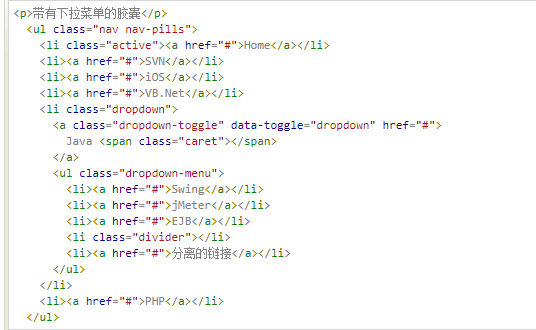 <p>带有下拉菜单的胶囊</p>
  <ul class="nav nav-pills">
    <li class="active"><a href="#">Home</a></li>
    <li><a href="#">SVN</a></li>
    <li><a href="#">iOS</a></li>
    <li><a href="#">VB.Net</a></li>
    <li class="dropdown">
      <a class="dropdown-toggle" data-toggle="dropdown" href="#">
        Java <span class="caret"></span>
      </a>
      <ul class="dropdown-menu">
        <li><a href="#">Swing</a></li>
        <li><a href="#">jMeter</a></li>
        <li><a href="#">EJB</a></li>
        <li class="divider"></li>
        <li><a href="#">分离的链接</a></li>
      </ul>
    </li>
    <li><a href="#">PHP</a></li>
  </ul>